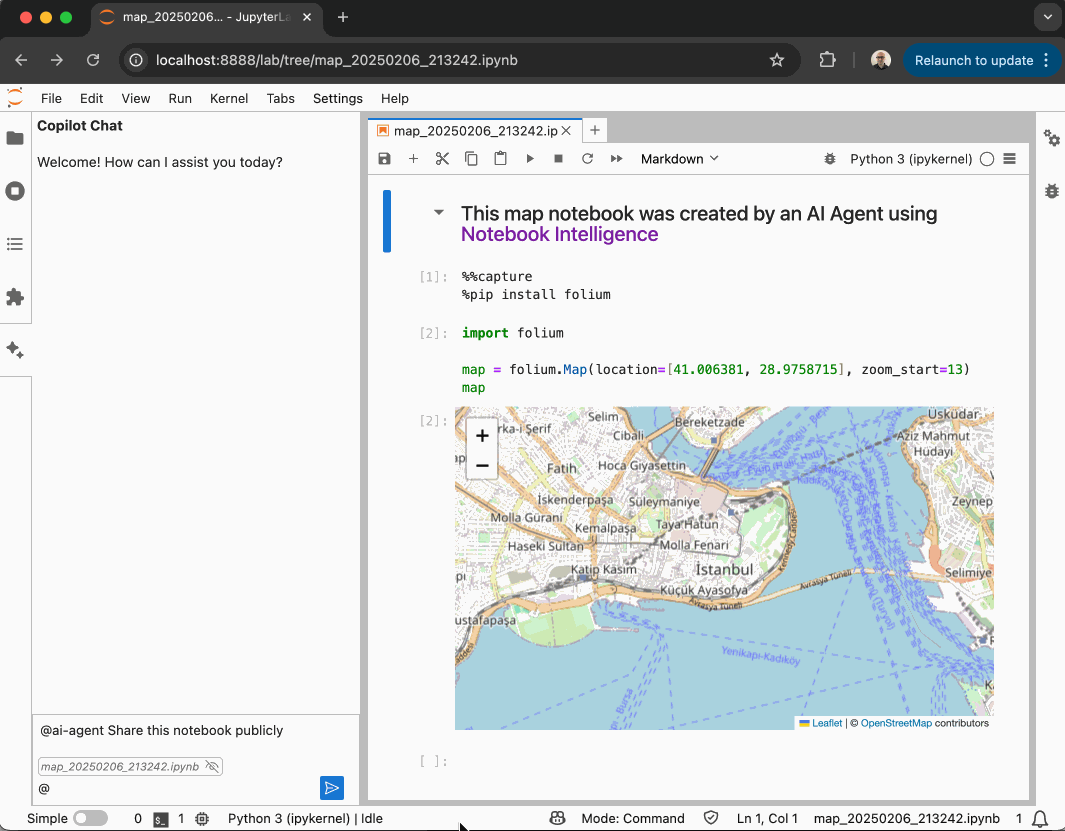 map_20250206... - JupyterLa
localhost:8888/lab/tree/map_20250206_213242.ipynb
Relaunch to update
File Edit View Run Kernel Tabs Settings Help
Copilot Chat
Welcome! How can I assist you today?
@ai-agent Share this notebook publicly
map_20250206_213242.ipynb
@
map_20250206_213242.ip
Markdown
Python 3 (ipykernel)
This map notebook was created by an AI Agent using
Notebook Intelligence
[1]: %%capture
%pip install folium
[2]: import folium
map = folium.Map(location=[41.006381, 28.9758715], zoom_start=13)
map
[2]:
+
−
rka-ı Şerif
Selim
Cibali
Bereketzade
Üsküdar
Aziz Mahmut
Hüdayi
Fatih
Hoca Gıyasettin
İskenderpaşa
Süleymaniye
Zeynep
Molla Gürani
Kemalpaşa
Taya Hatun
Haseki Sultan
Molla Fenari
Katip Kasım
İstanbul
Selimiye
Küçük Ayasofya
Kennedy Caddesi
Avrasya Tüneli
Avrasya Tüneli
ustafapaşa
Yenikapı-Kadıköy
Leaflet | © OpenStreetMap contributors
[ ]:
Simple 0 $_ 1 Python 3 (ipykernel) | Idle Mode: Command Ln 1, Col 1 map_20250206_213242.ipynb 1